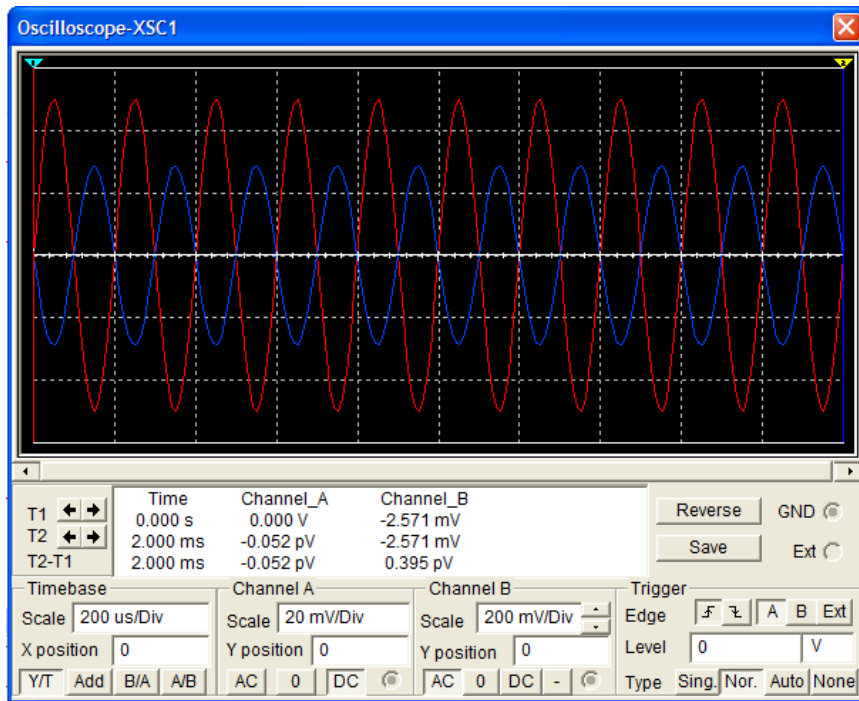 Oscilloscope-XSC1
1 2
Time Channel_A Channel_B
T1 0.000 s 0.000 V -2.571 mV
T2 2.000 ms -0.052 pV -2.571 mV
T2-T1 2.000 ms -0.052 pV 0.395 pV
Reverse GND
Save Ext
Timebase Channel A Channel B Trigger
Scale 200 us/Div Scale 20 mV/Div Scale 200 mV/Div Edge A B Ext
X position 0 Y position 0 Y position 0 Level 0 V
Y/T Add B/A A/B AC 0 DC AC 0 DC - Type Sing. Nor. Auto None